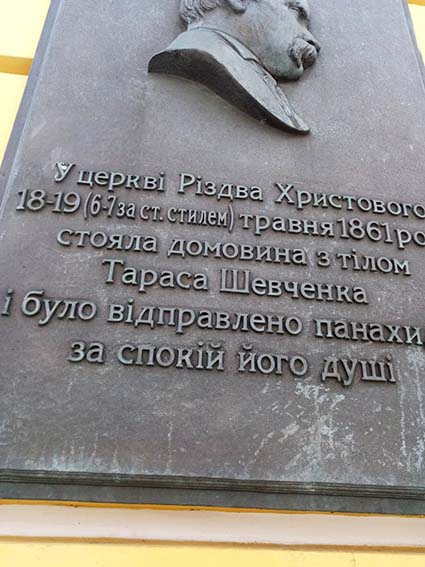 У церкві Різдва Христового
18-19 (6-7 за ст. стилем) травня 1861 ро
стояла домовина з тілом
Тараса Шевченка
і було відправлено панахи
за спокій його душі